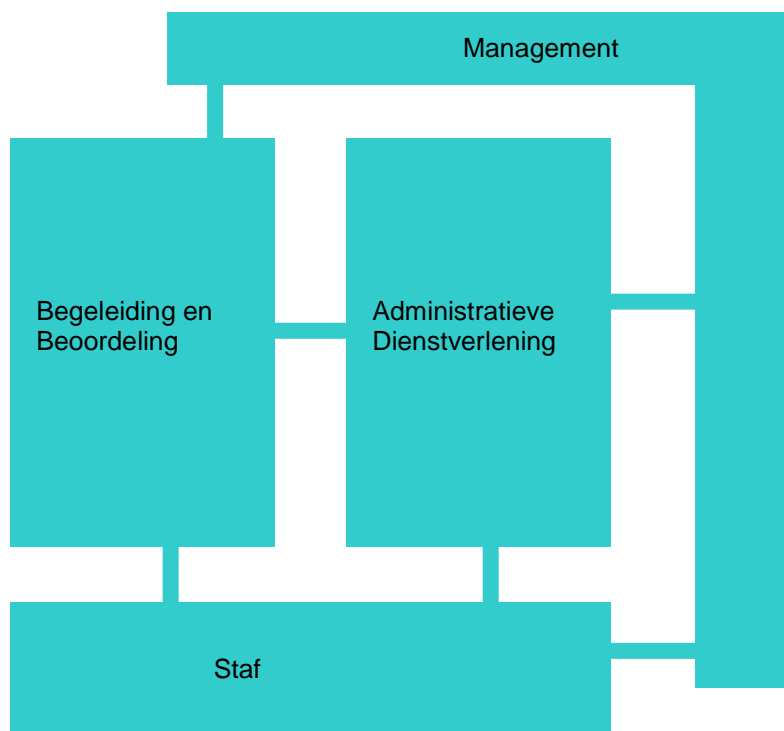 Management
Begeleiding en
Beoordeling
Administratieve
Dienstverlening
Staf